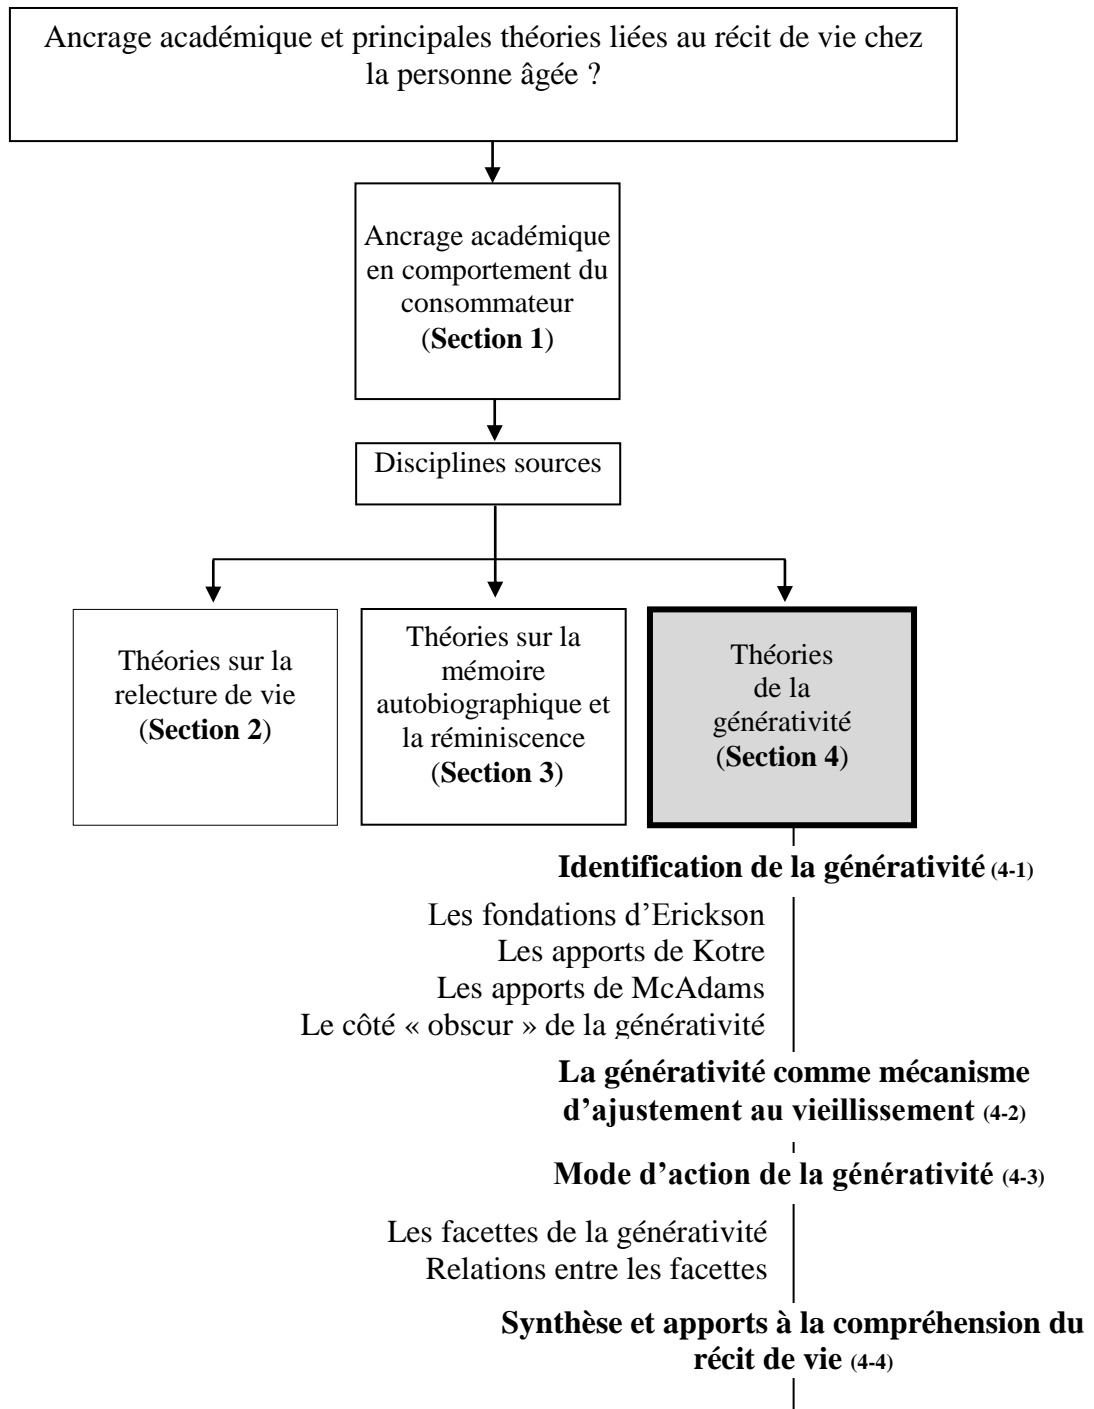 Ancrage académique et principales théories liées au récit de vie chez
la personne âgée ?
Ancrage académique
en comportement du
consommateur
(Section 1)
Disciplines sources
Théories sur la
relecture de vie
(Section 2)
Théories sur la
mémoire
autobiographique et
la réminiscence
(Section 3)
Théories
de la
générativité
(Section 4)
Identification de la générativité (4-1)
Les fondations d’Erickson
Les apports de Kotre
Les apports de McAdams
Le côté « obscur » de la générativité
La générativité comme mécanisme
d’ajustement au vieillissement (4-2)
Mode d’action de la générativité (4-3)
Les facettes de la générativité
Relations entre les facettes
Synthèse et apports à la compréhension du
récit de vie (4-4)